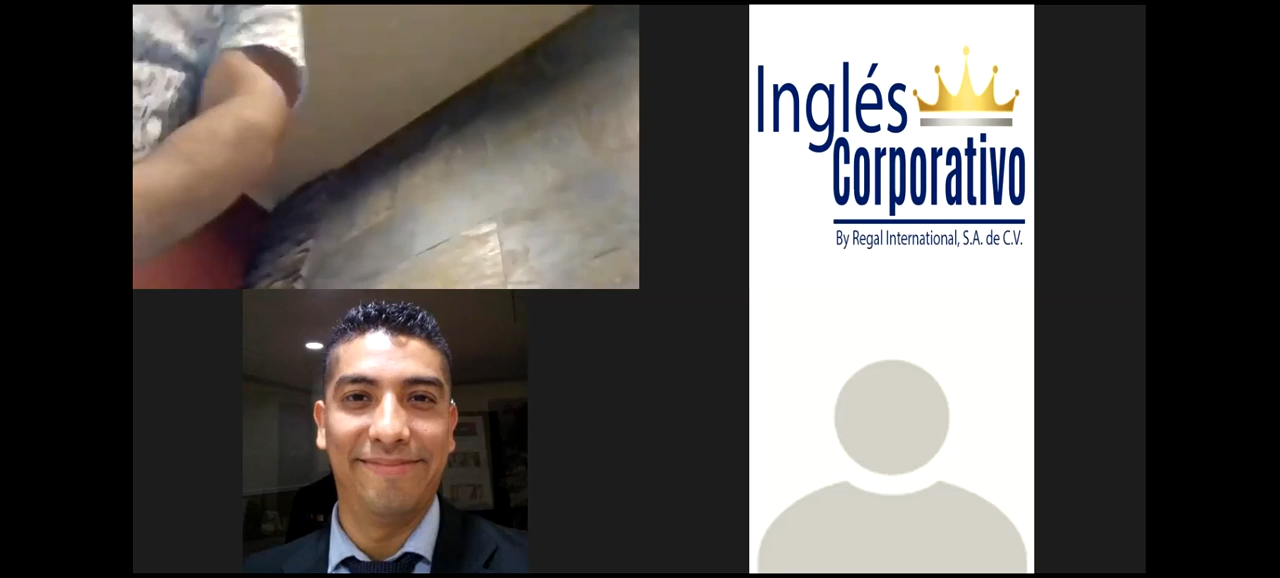 Inglés
Corporativo
By Regal International, S.A. de C.V.